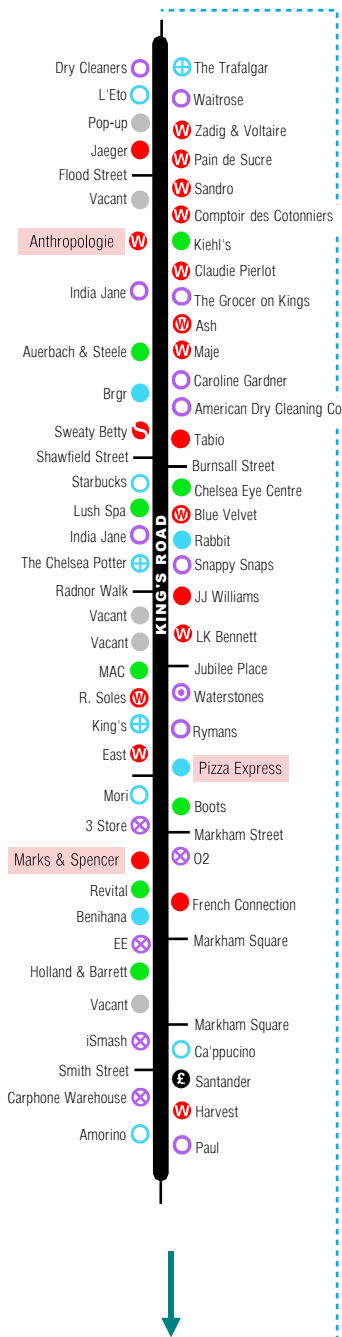 Dry Cleaners
L'Eto
Pop-up
Jaeger
Flood Street
Vacant
Anthropologie
India Jane
Auerbach & Steele
Brgr
Sweaty Betty
Shawfield Street
Starbucks
Lush Spa
India Jane
The Chelsea Potter
Radnor Walk
Vacant
Vacant
MAC
R. Soles
King's
East
Mori
3 Store
Marks & Spencer
Revital
Benihana
EE
Holland & Barrett
Vacant
iSmash
Smith Street
Carphone Warehouse
Amorino
KING'S ROAD
The Trafalgar
Waitrose
W Zadig & Voltaire
W Pain de Sucre
W Sandro
W Comptoir des Cotonniers
Kiehl's
W Claudie Pierlot
The Grocer on Kings
W Ash
W Maje
Caroline Gardner
American Dry Cleaning Co
Tabio
Burnsall Street
Chelsea Eye Centre
W Blue Velvet
Rabbit
Snappy Snaps
JJ Williams
W LK Bennett
Jubilee Place
Waterstones
Rymans
Pizza Express
Boots
Markham Street
O2
French Connection
Markham Square
Markham Square
Ca'ppucino
£ Santander
W Harvest
Paul